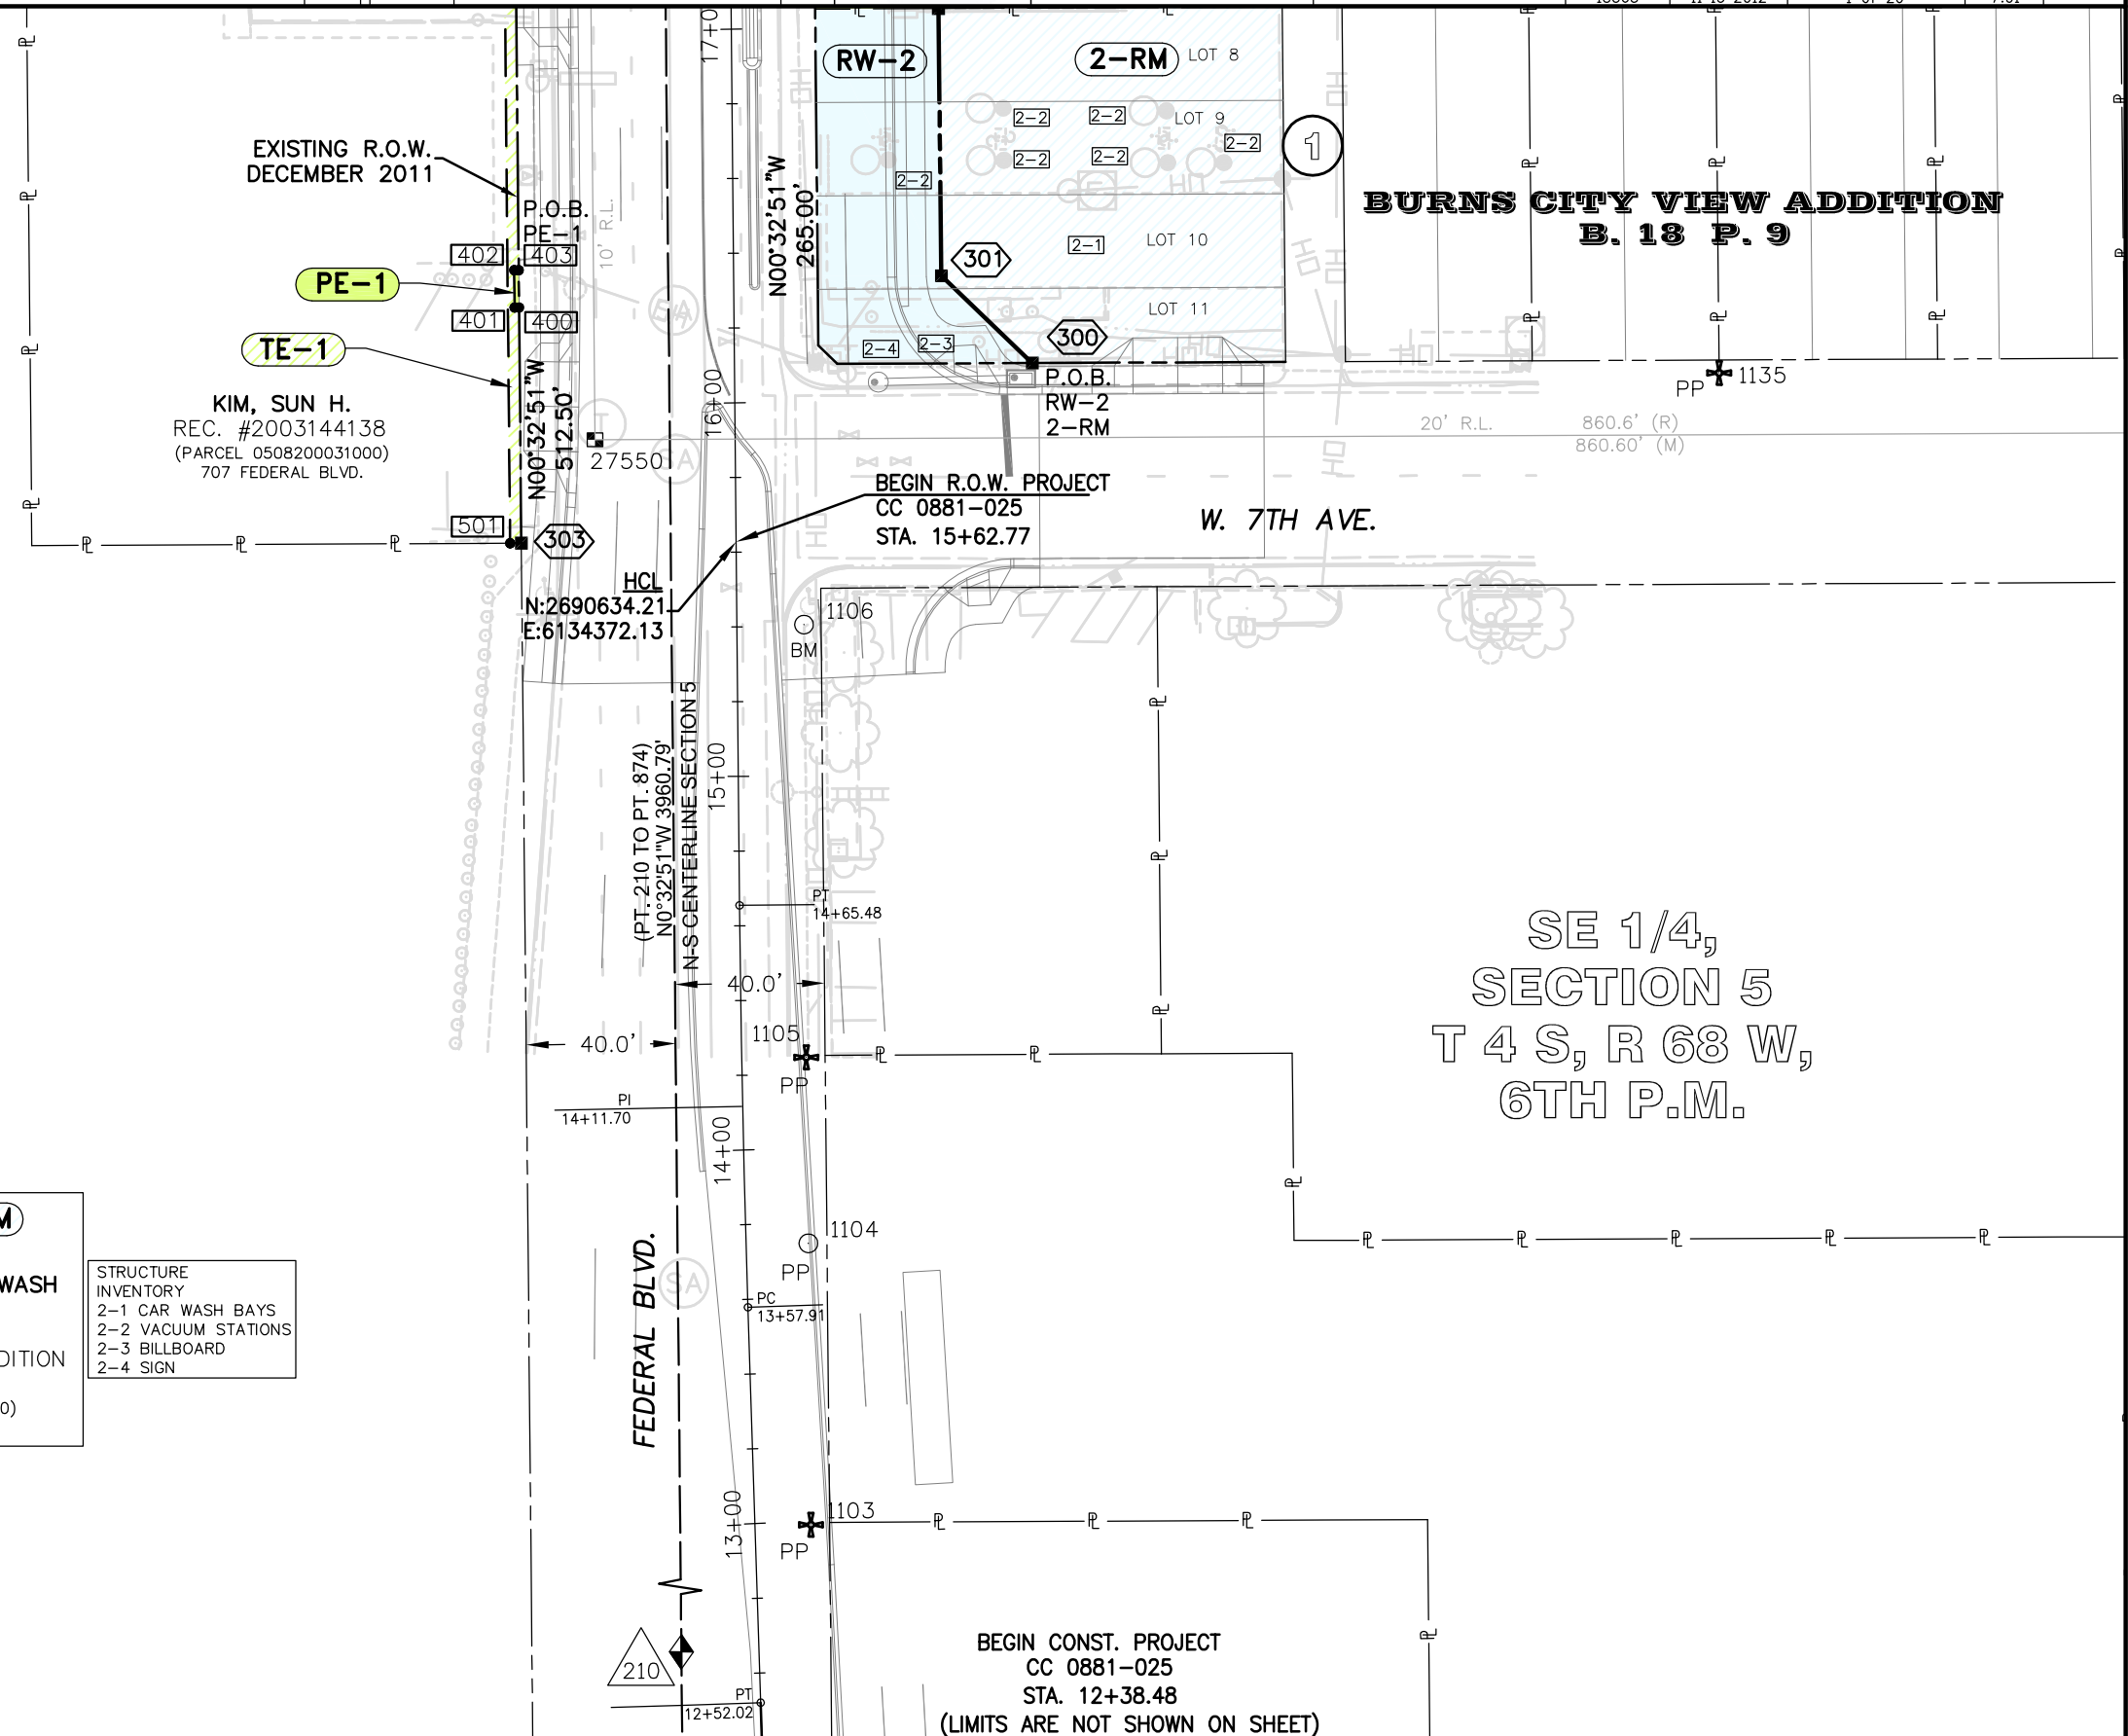 17+0
RW-2
2-RM
LOT 8
LOT 9
2-2
2-2
2-2
2-2
2-2
2-2
1
EXISTING R.O.W.
DECEMBER 2011
P.O.B.
PE-1
10' R.L.
N00°32'51"W
265.00'
BURNS CITY VIEW ADDITION
B. 18 P. 9
402
403
PE-1
401
400
TE-1
2-1
LOT 10
301
LOT 11
300
2-4
2-3
P.O.B.
RW-2
2-RM
PP
1135
KIM, SUN H.
REC. #2003144138
(PARCEL 0508200031000)
707 FEDERAL BLVD.
N00°32'51"W
512.50'
16+00
27550
SA
20' R.L.
860.6' (R)
860.60' (M)
BEGIN R.O.W. PROJECT
CC 0881-025
STA. 15+62.77
W. 7TH AVE.
501
303
HCL
N:2690634.21
E:6134372.13
1106
BM
(PT. 210 TO PT. 874)
N0°32'51"W 3960.79'
N-S CENTERLINE SECTION 5
15+00
PT
14+65.48
40.0'
40.0'
1105
PP
SE 1/4,
SECTION 5
T 4 S, R 68 W,
6TH P.M.
PI
14+11.70
14+00
1104
PP
SA
FEDERAL BLVD.
PC
13+57.91
M
WASH
DITION
0)
STRUCTURE
INVENTORY
2-1 CAR WASH BAYS
2-2 VACUUM STATIONS
2-3 BILLBOARD
2-4 SIGN
13+00
1103
PP
210
PT
12+52.02
BEGIN CONST. PROJECT
CC 0881-025
STA. 12+38.48
(LIMITS ARE NOT SHOWN ON SHEET)